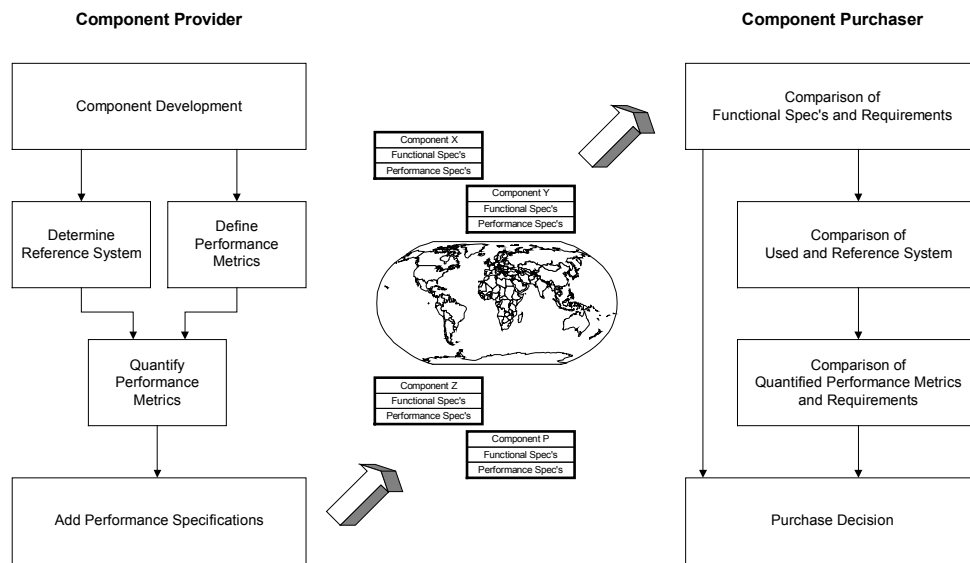 Component Provider
Component Purchaser
Component Development
Determine
Reference System
Define
Performance
Metrics
Quantify
Performance
Metrics
Add Performance Specifications
Component X
Functional Spec's
Performance Spec's
Component Y
Functional Spec's
Performance Spec's
Component Z
Functional Spec's
Performance Spec's
Component P
Functional Spec's
Performance Spec's
Comparison of
Functional Spec's and Requirements
Comparison of
Used and Reference System
Comparison of
Quantified Performance Metrics
and Requirements
Purchase Decision